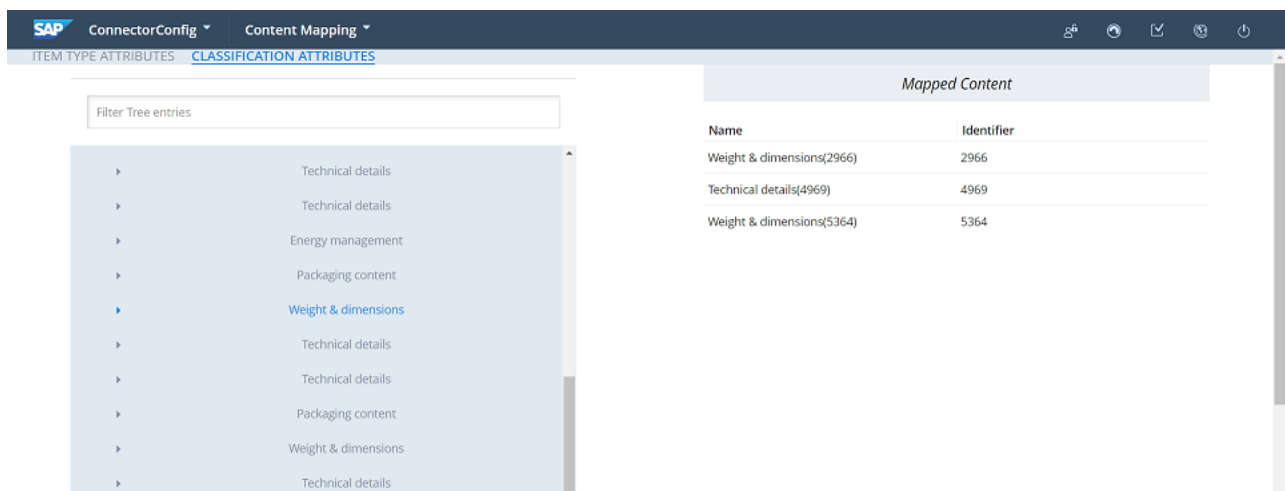 SAP ConnectorConfig Content Mapping
ITEM TYPE ATTRIBUTES CLASSIFICATION ATTRIBUTES
Filter Tree entries
Technical details
Technical details
Energy management
Packaging content
Weight & dimensions
Technical details
Technical details
Packaging content
Weight & dimensions
Technical details
Mapped Content
Name Identifier
Weight & dimensions(2966) 2966
Technical details(4969) 4969
Weight & dimensions(5364) 5364